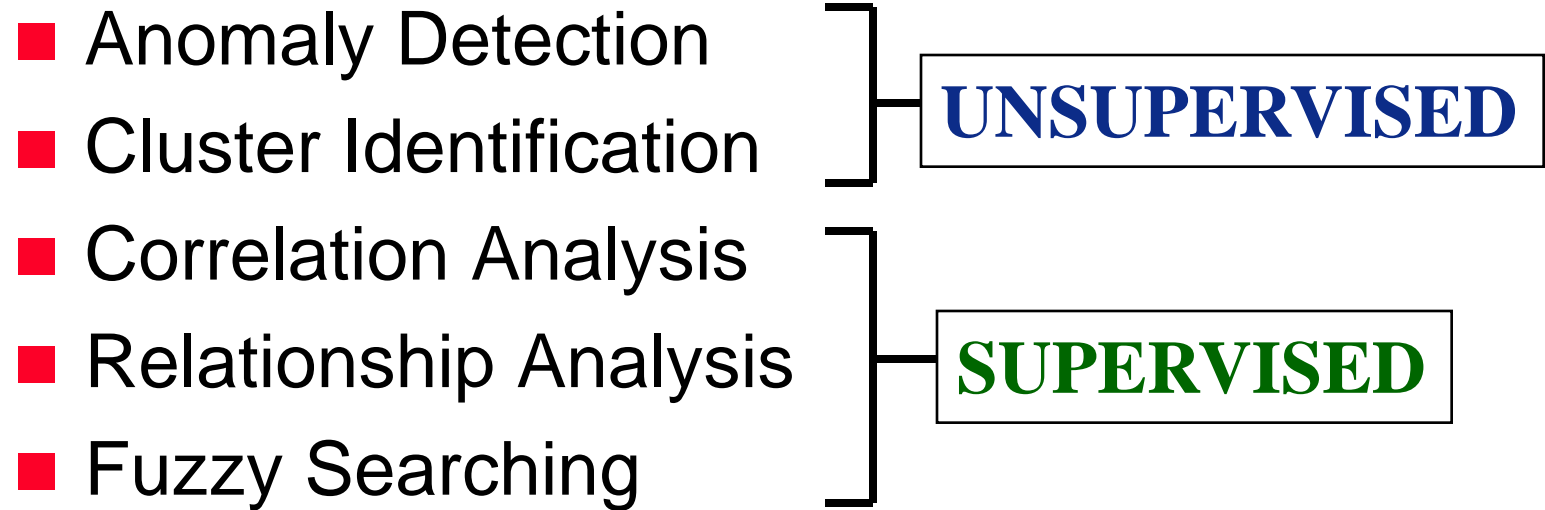 Anomaly Detection
Cluster Identification
UNSUPERVISED
Correlation Analysis
Relationship Analysis
Fuzzy Searching
SUPERVISED